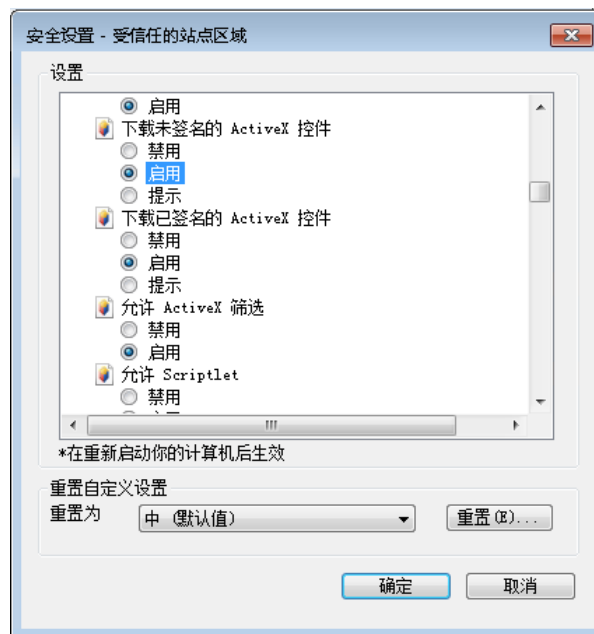 安全设置 - 受信任的站点区域
设置
启用
下载未签名的 ActiveX 控件
禁用
启用
提示
下载已签名的 ActiveX 控件
禁用
启用
提示
允许 ActiveX 筛选
禁用
启用
允许 Scriptlet
禁用
*在重新启动你的计算机后生效
重置自定义设置
重置为 中 (默认值) 重置(E)...
确定 取消